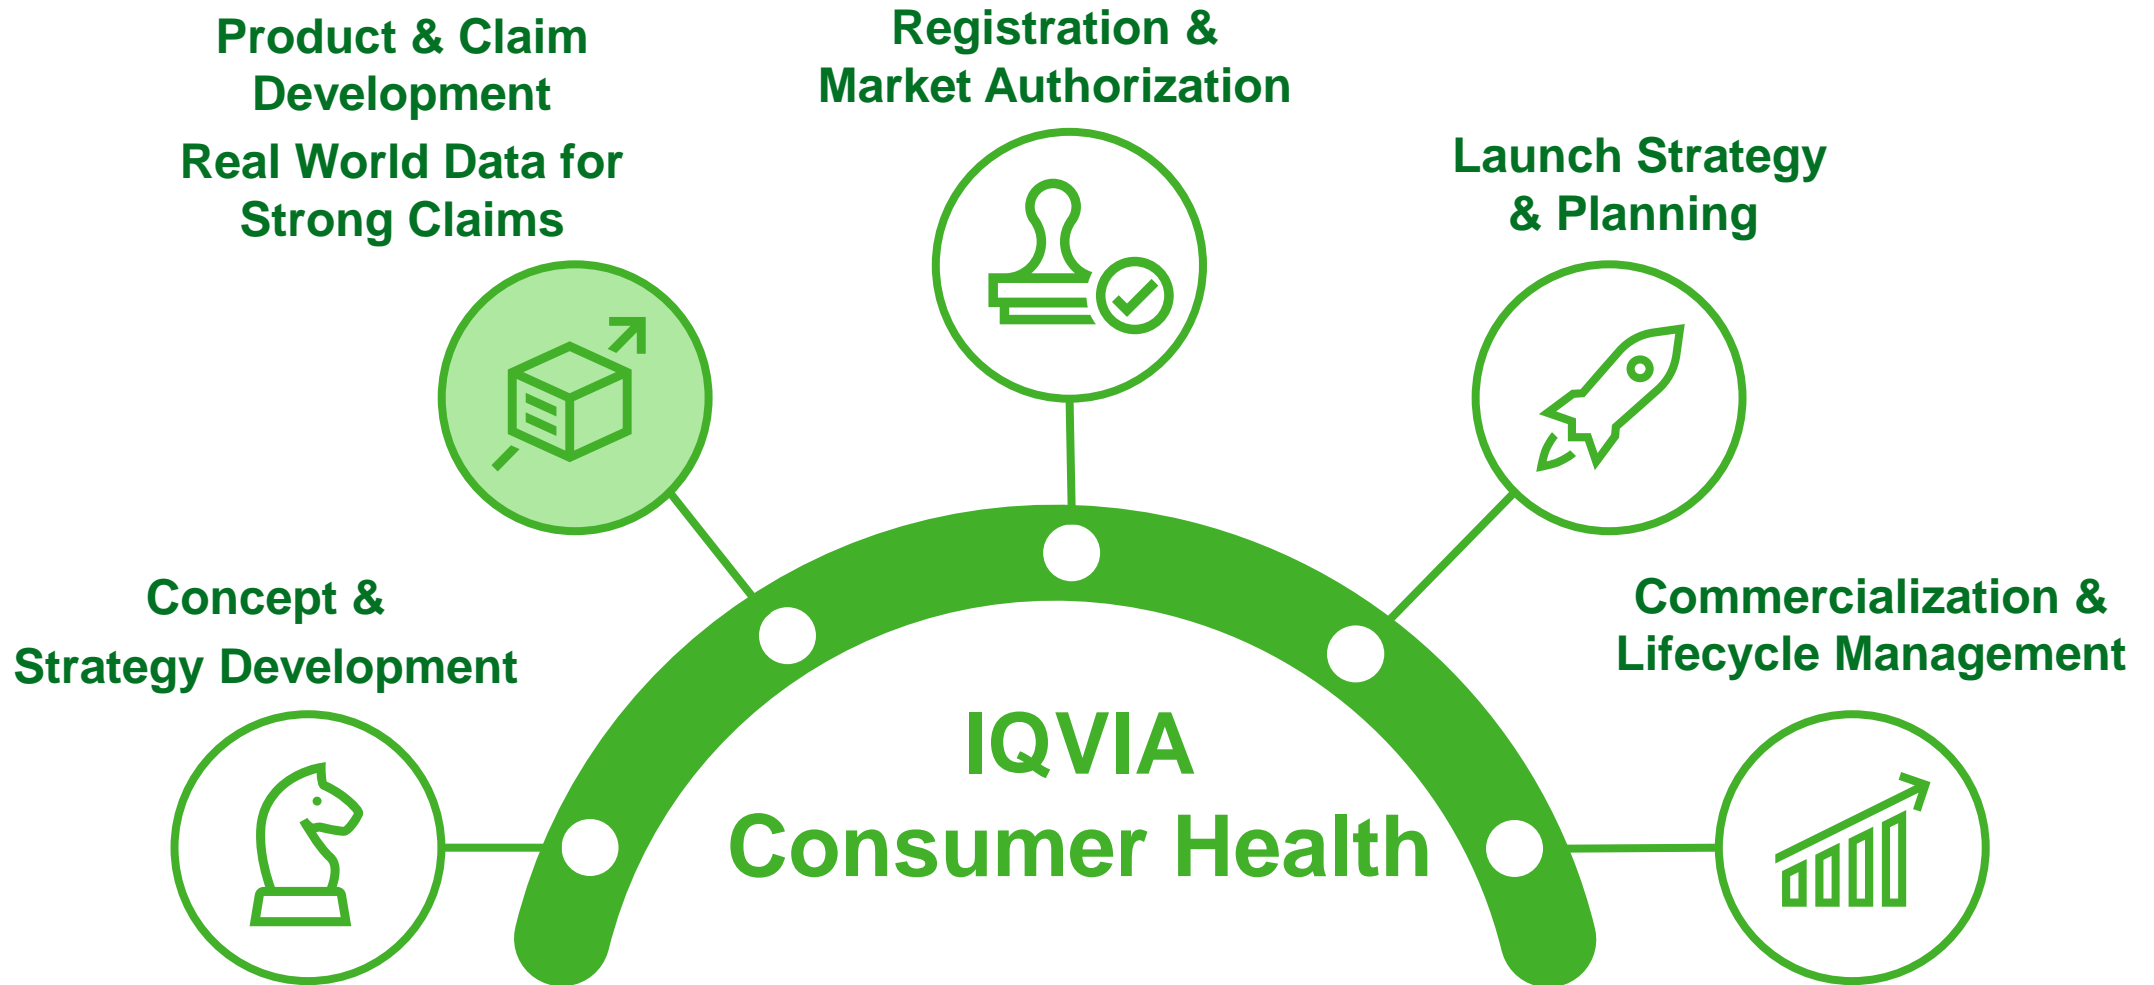 Product & Claim
Development
Real World Data for
Strong Claims
Registration &
Market Authorization
Launch Strategy
& Planning
Concept &
Strategy Development
Commercialization &
Lifecycle Management
IQVIA
Consumer Health